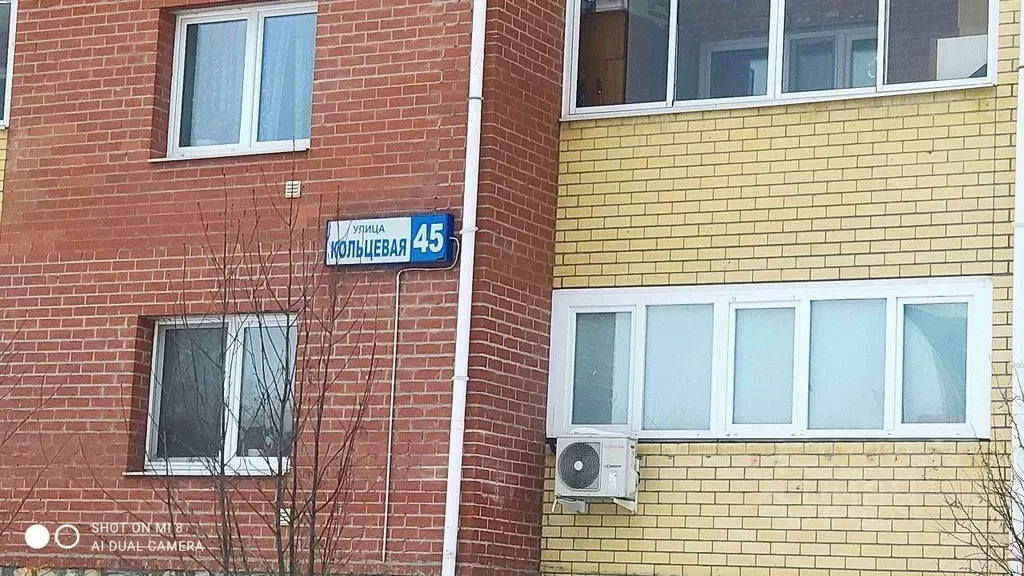 УЛИЦА
КОЛЬЦЕВАЯ 45
SHOT ON MI 8
AI DUAL CAMERA